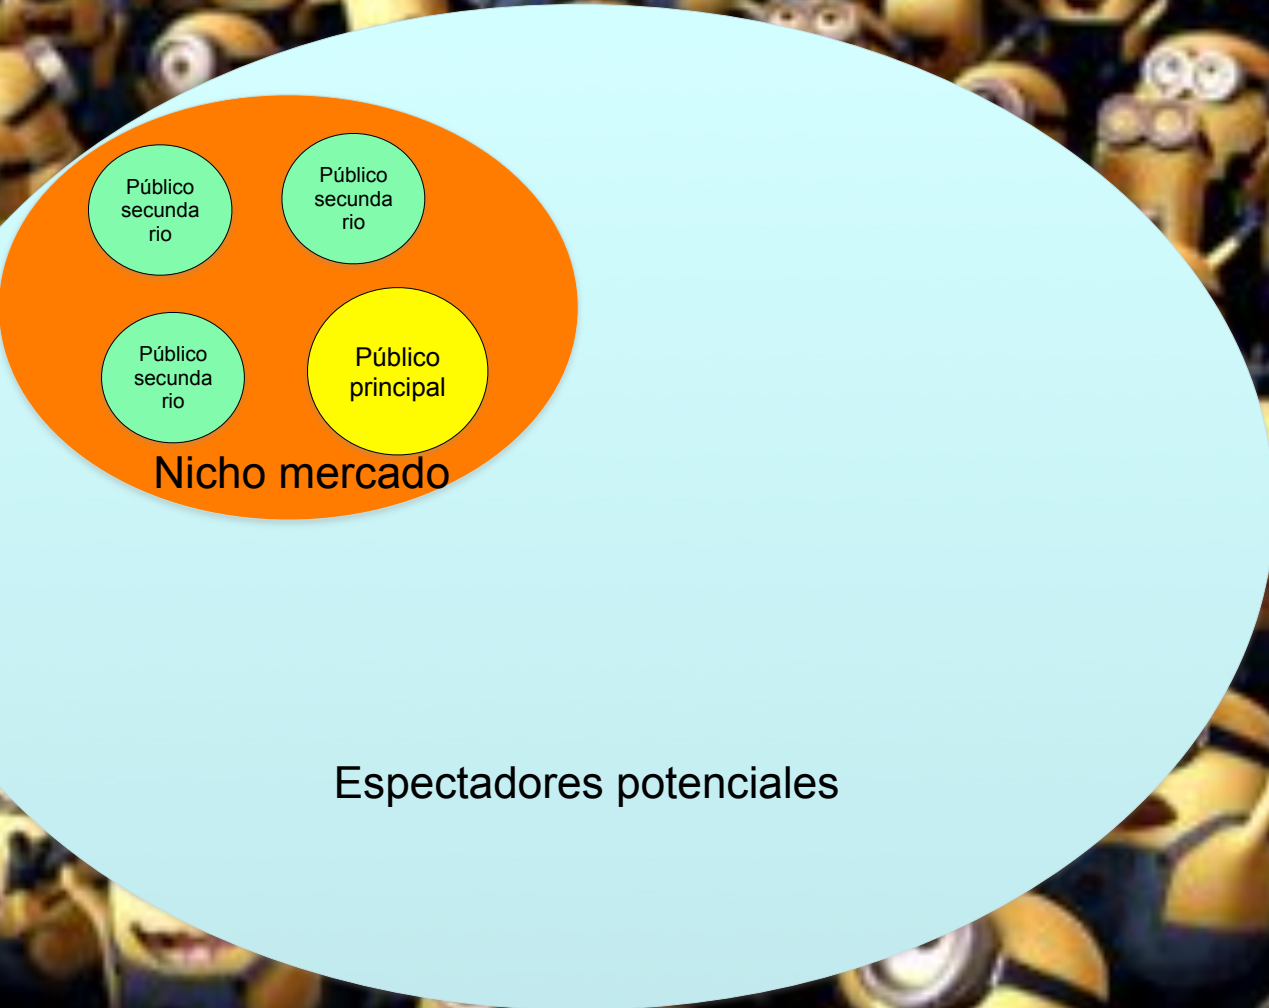 Público
secunda
rio
Público
secunda
rio
Público
secunda
rio
Público
principal
Nicho mercado
Espectadores potenciales